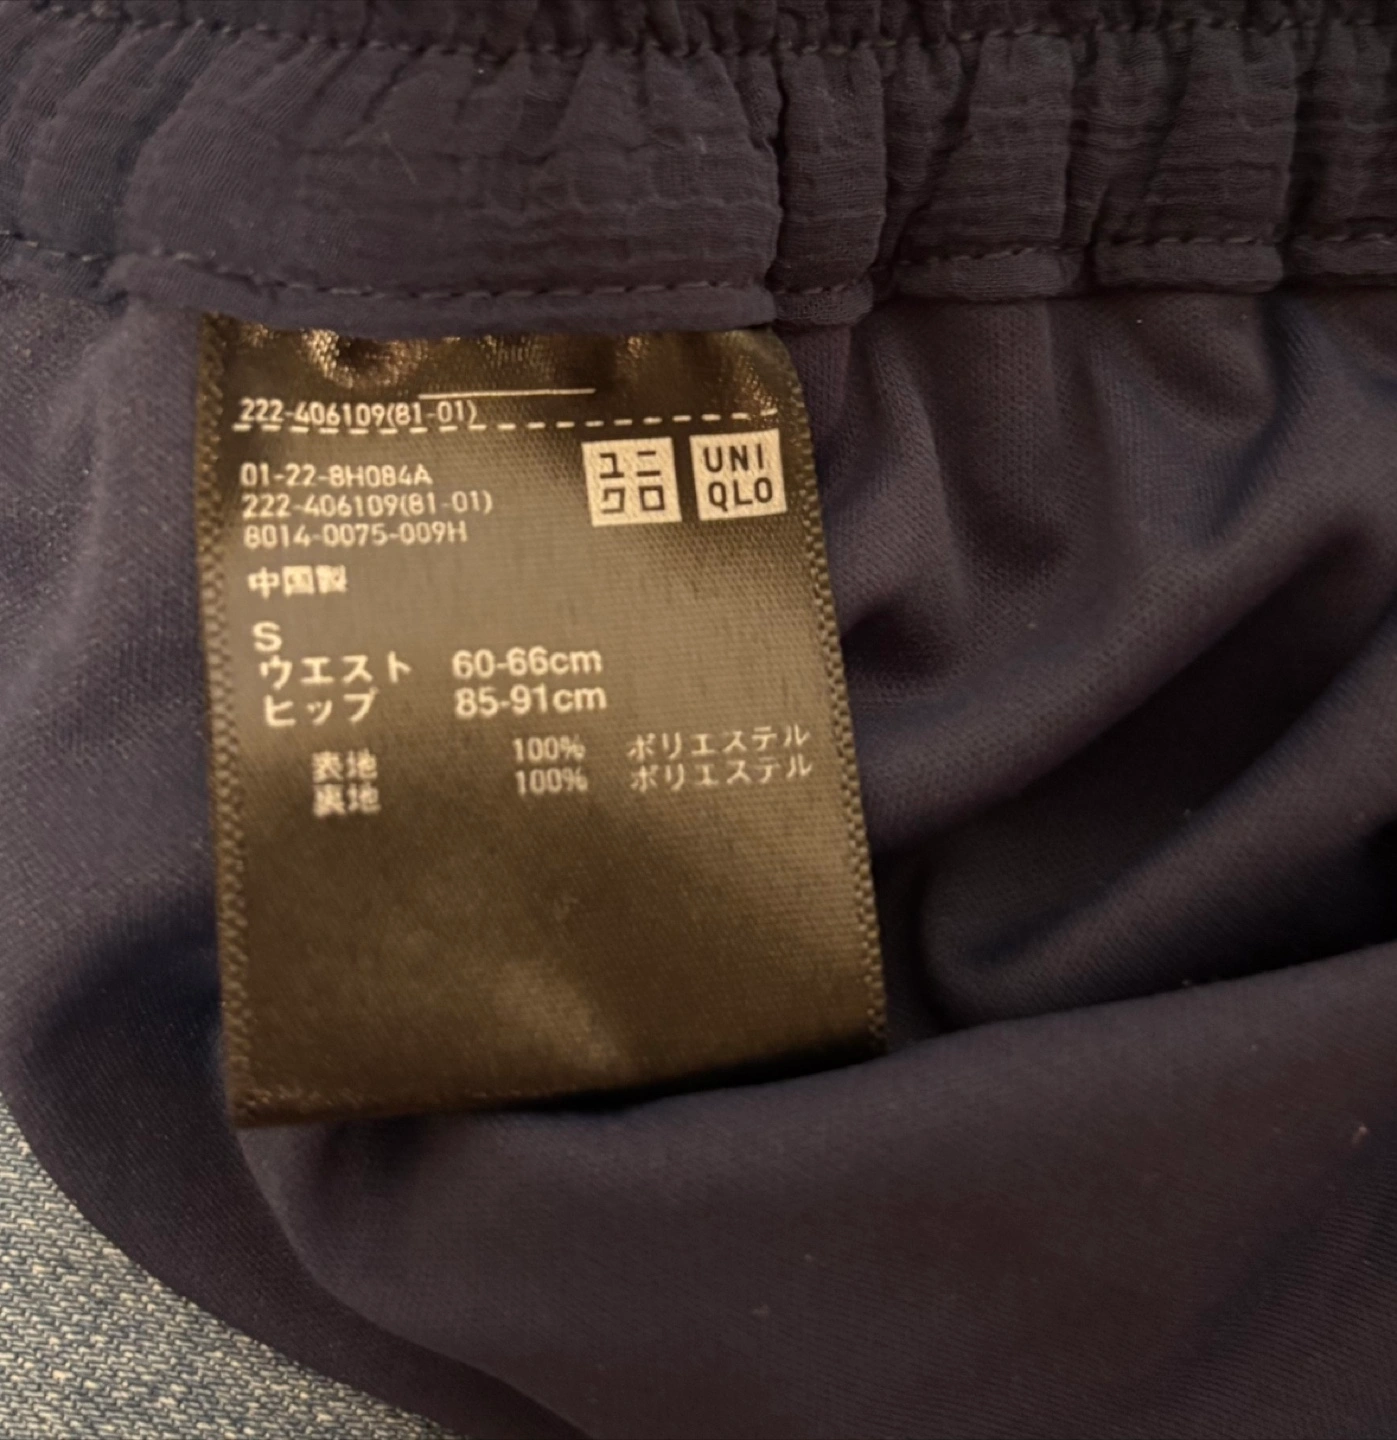 222-406109(81-01)
ユニ
クロ
UNI
QLO
01-22-8H084A
222-406109(81-01)
8014-0075-009H
中国製
S
ウエスト 60-66cm
ヒップ 85-91cm
表地 100% ポリエステル
裏地 100% ポリエステル